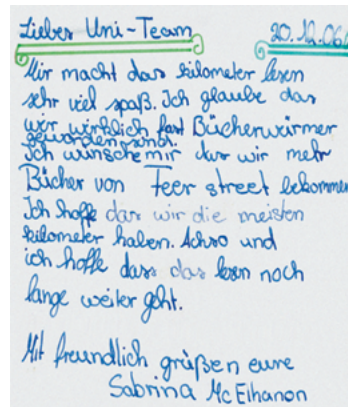 Liebes Uni-Team 20.12.06
Mir macht das kilometer lesen
sehr viel spaß. Ich glaube das
wir wirklich fast Bücherwürmer
geworden sind.
Ich wünsche mir das wir mehr
Bücher von Feer street bekommen
Ich hoffe das wir die meisten
kilometer haben. Achso und
ich hoffe dass das lesen noch
lange weiter geht.
Mit freundlich grüßen eure
Sabrina McElhanon